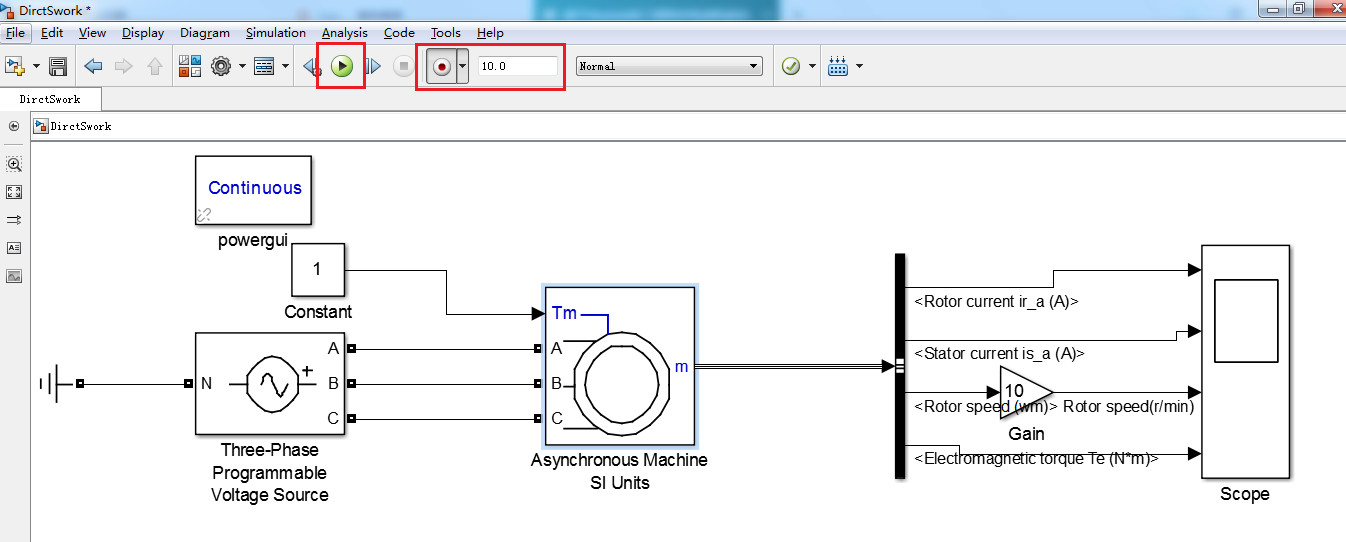 DirctSwork *
File Edit View Display Diagram Simulation Analysis Code Tools Help
10.0 Normal
DirctSwork
DirctSwork
Continuous
powergui
1
Constant
Tm
<Rotor current ir_a (A)>
A A
<Stator current is_a (A)>
m
N B B
10
<Rotor speed (wm)> Rotor speed(r/min)
C C
Gain
Three-Phase
Programmable
Voltage Source
Asynchronous Machine
SI Units
<Electromagnetic torque Te (N*m)>
Scope